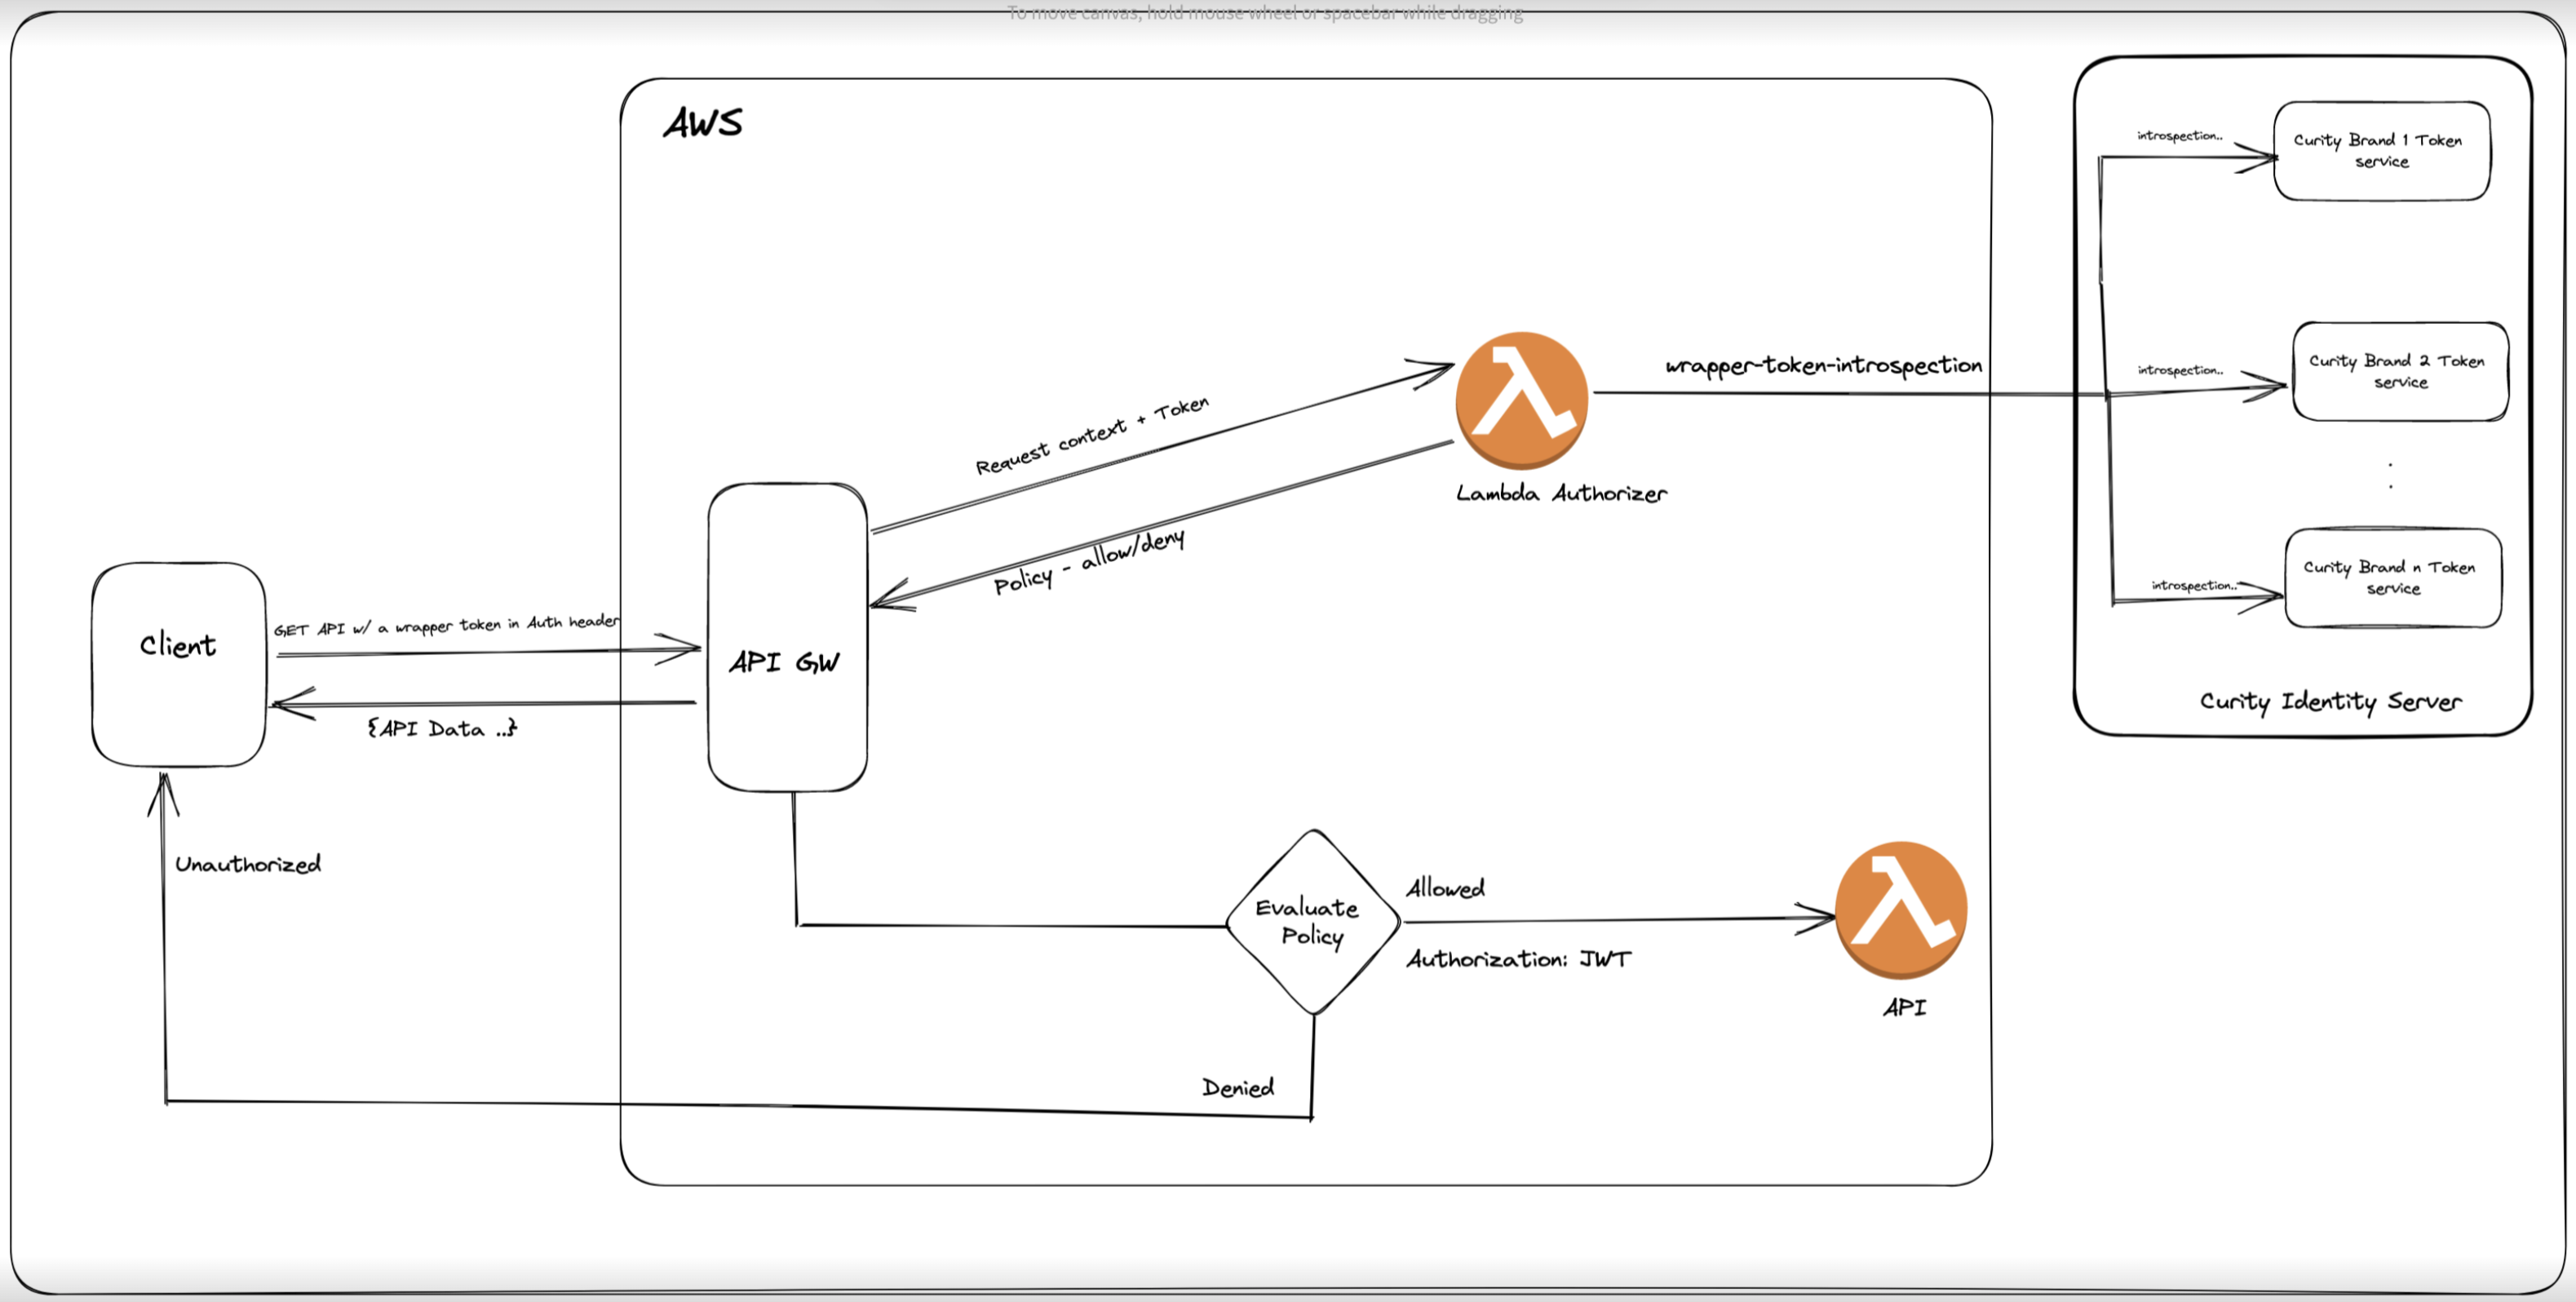 To move canvas, hold mouse wheel or spacebar while dragging
AWS
introspection..
Curity Brand 1 Token
service
wrapper-token-introspection
introspection..
Curity Brand 2 Token
service
.
.
Request context + Token
Lambda Authorizer
Policy - allow/deny
introspection..
Curity Brand n Token
service
Client
GET API w/ a wrapper token in Auth header
API GW
{API Data ..}
Curity Identity Server
Unauthorized
Evaluate
Policy
Allowed
Authorization: JWT
API
Denied